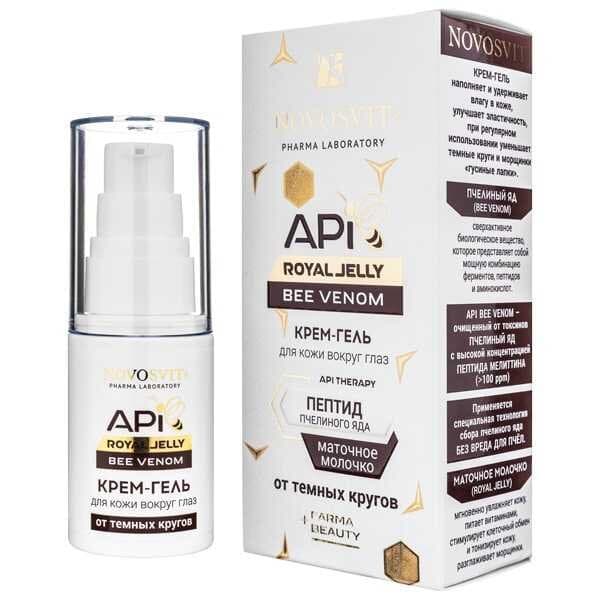 NOVOSVIT
PHARMA LABORATORY
API
ROYAL JELLY
BEE VENOM
КРЕМ-ГЕЛЬ
для кожи вокруг глаз
от темных кругов
NOVOSVIT
PHARMA LABORATORY
API
ROYAL JELLY
BEE VENOM
КРЕМ-ГЕЛЬ
для кожи вокруг глаз
API THERAPY
ПЕПТИД
ПЧЕЛИНОГО ЯДА
МАТОЧНОЕ
МОЛОЧКО
от темных кругов
FARMA
+BEAUTY
NOVOSVIT
КРЕМ-ГЕЛЬ
наполняет и удерживает
влагу в коже,
улучшает эластичность,
при регулярном
использовании уменьшает
темные круги и морщинки
«гусиные лапки».
ПЧЕЛИНЫЙ ЯД
(BEE VENOM)
сверхактивное
биологическое вещество,
которое представляет собой
мощную комбинацию
ферментов, пептидов
и аминокислот.
API BEE VENOM –
очищенный от токсинов
ПЧЕЛИНЫЙ ЯД
с высокой концентрацией
ПЕПТИДА МЕЛИТТИНА
(>100 ppm)
Применяется
специальная технология
сбора пчелиного яда
БЕЗ ВРЕДА ДЛЯ ПЧЁЛ.
МАТОЧНОЕ МОЛОЧКО
(ROYAL JELLY)
мгновенно увлажняет кожу,
питает витаминами,
стимулирует клеточный обмен
и тонизирует кожу,
разглаживает морщинки.